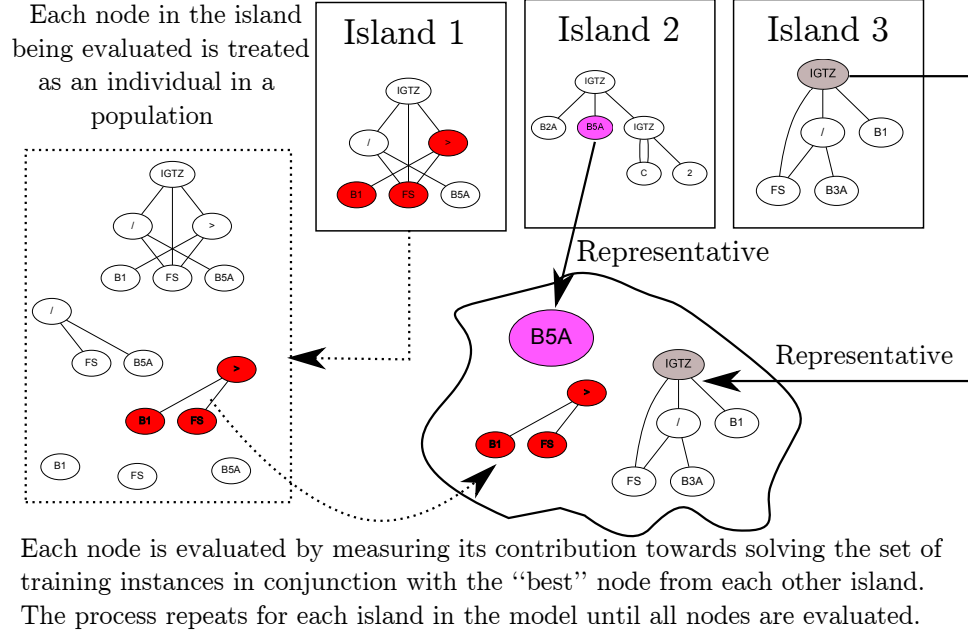 Each node in the island
being evaluated is treated
as an individual in a
population
Island 1
IGTZ
/
>
B1
FS
B5A
Island 2
IGTZ
B2A
B5A
IGTZ
C
2
Island 3
IGTZ
/
B1
FS
B3A
IGTZ
/
>
B1
FS
B5A
/
FS
B5A
>
B1
FS
B1
FS
B5A
Representative
B5A
>
B1
FS
Representative
IGTZ
/
B1
FS
B3A
Each node is evaluated by measuring its contribution towards solving the set of
training instances in conjunction with the “best” node from each other island.
The process repeats for each island in the model until all nodes are evaluated.